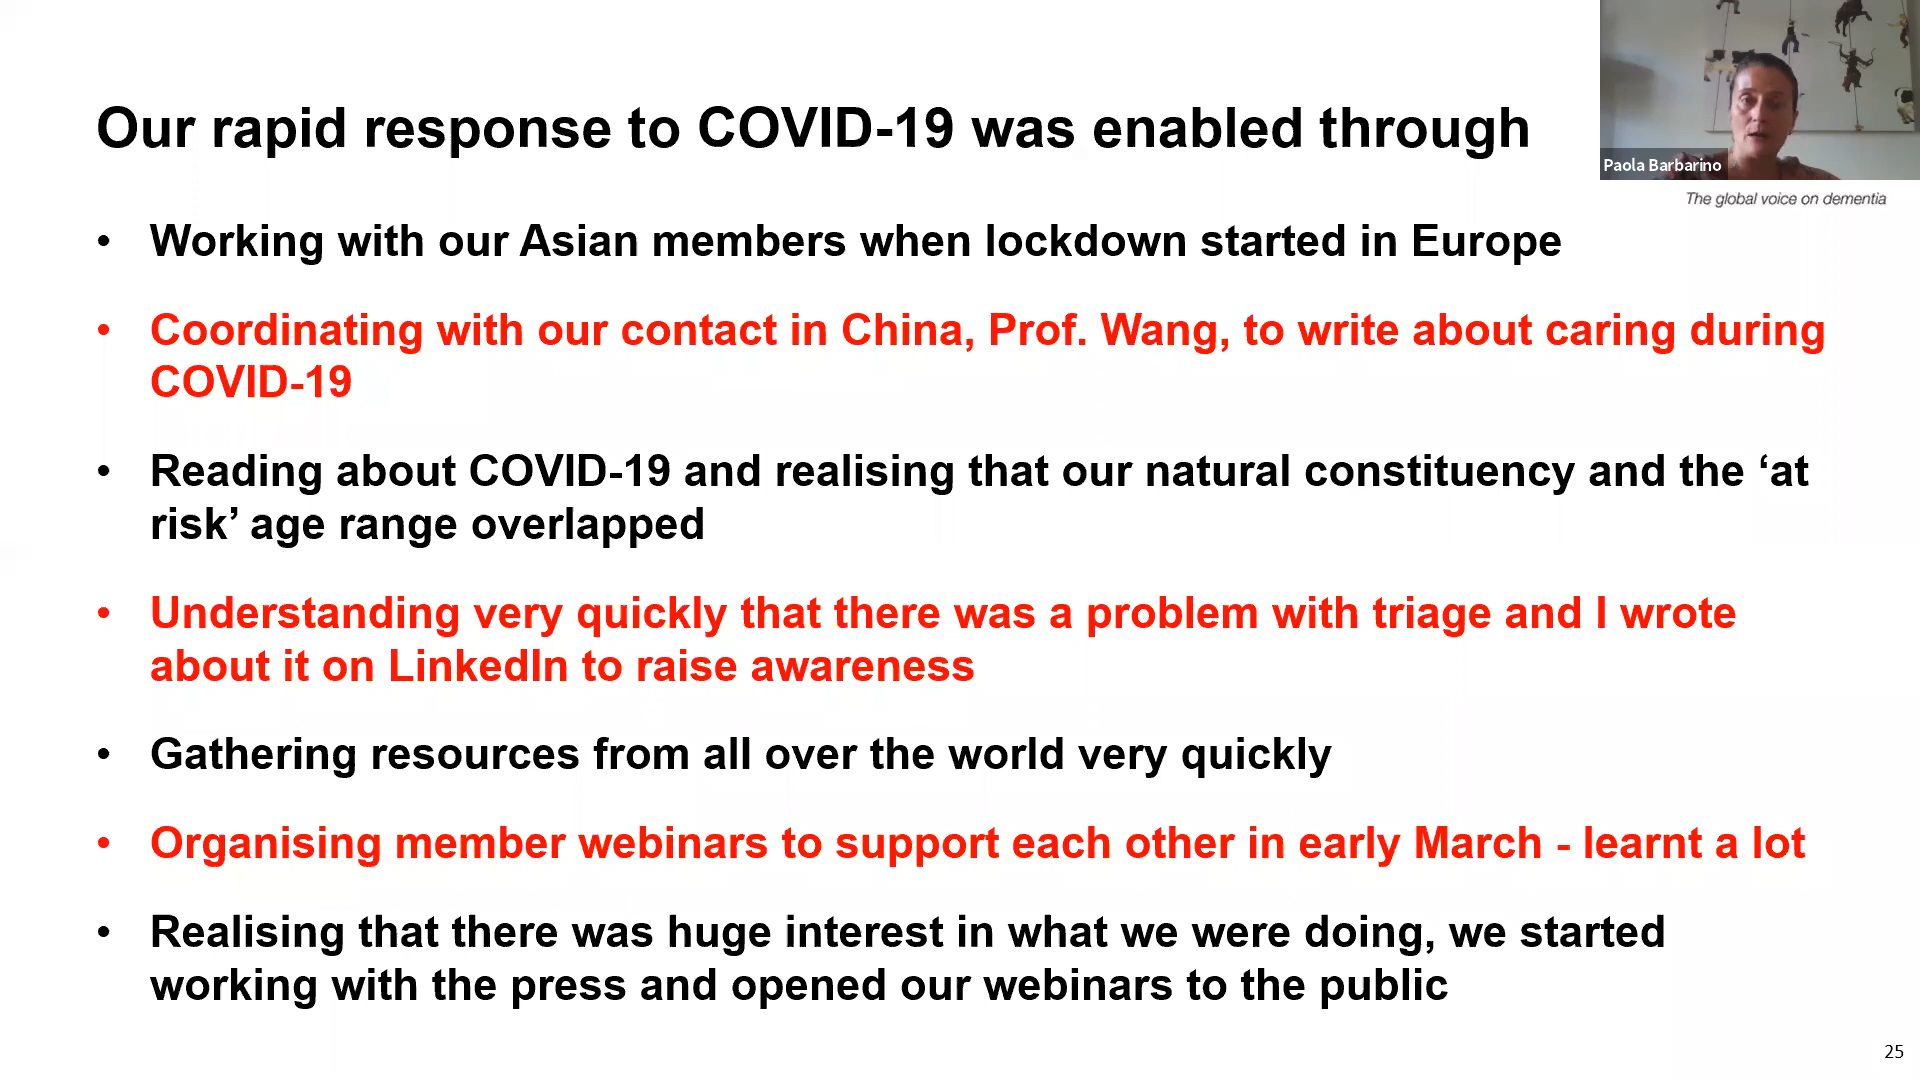 Our rapid response to COVID-19 was enabled through
Paola Barbarino
The global voice on dementia
• Working with our Asian members when lockdown started in Europe
• Coordinating with our contact in China, Prof. Wang, to write about caring during
COVID-19
• Reading about COVID-19 and realising that our natural constituency and the ‘at
risk’ age range overlapped
• Understanding very quickly that there was a problem with triage and I wrote
about it on LinkedIn to raise awareness
• Gathering resources from all over the world very quickly
• Organising member webinars to support each other in early March - learnt a lot
• Realising that there was huge interest in what we were doing, we started
working with the press and opened our webinars to the public
25